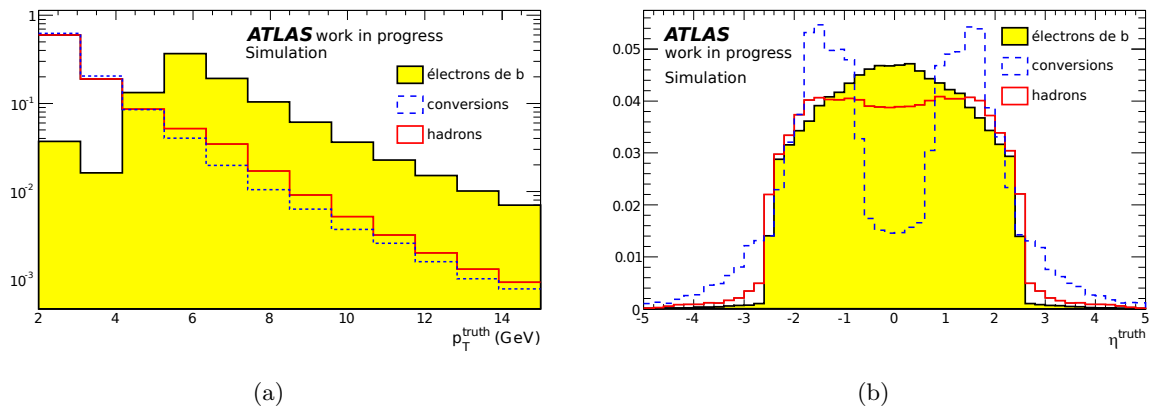 1
10⁻¹
10⁻²
10⁻³
2 4 6 8 10 12 14
p_T^truth (GeV)
ATLAS work in progress
Simulation
électrons de b
conversions
hadrons
(a)
0.05
0.04
0.03
0.02
0.01
0
-5 -4 -3 -2 -1 0 1 2 3 4 5
η^truth
ATLAS
work in progress
Simulation
électrons de b
conversions
hadrons
(b)